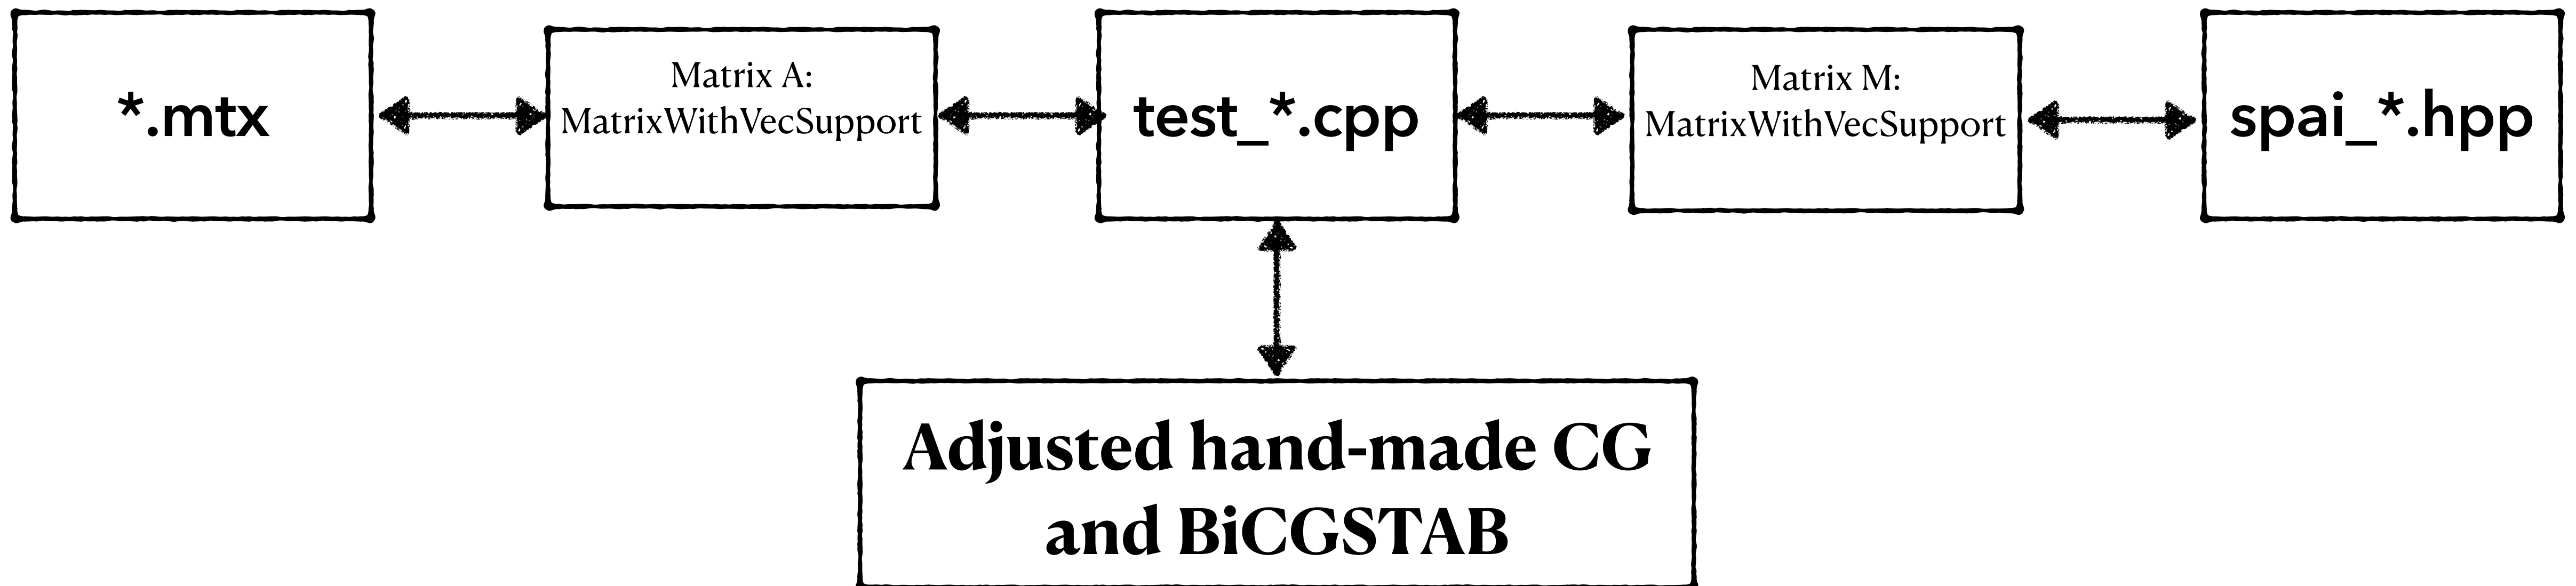 *.mtx
Matrix A:
MatrixWithVecSupport
test_*.cpp
Matrix M:
MatrixWithVecSupport
spai_*.hpp
Adjusted hand-made CG
and BiCGSTAB